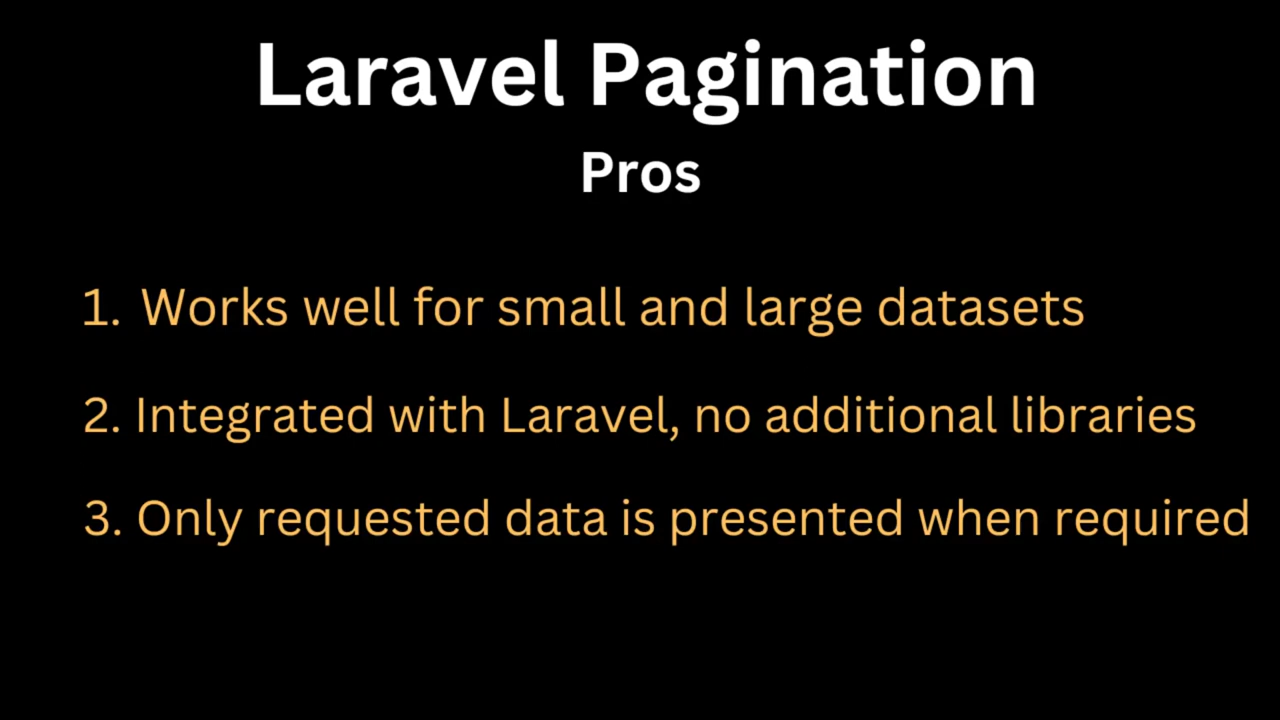 Laravel Pagination
Pros
1. Works well for small and large datasets
2. Integrated with Laravel, no additional libraries
3. Only requested data is presented when required